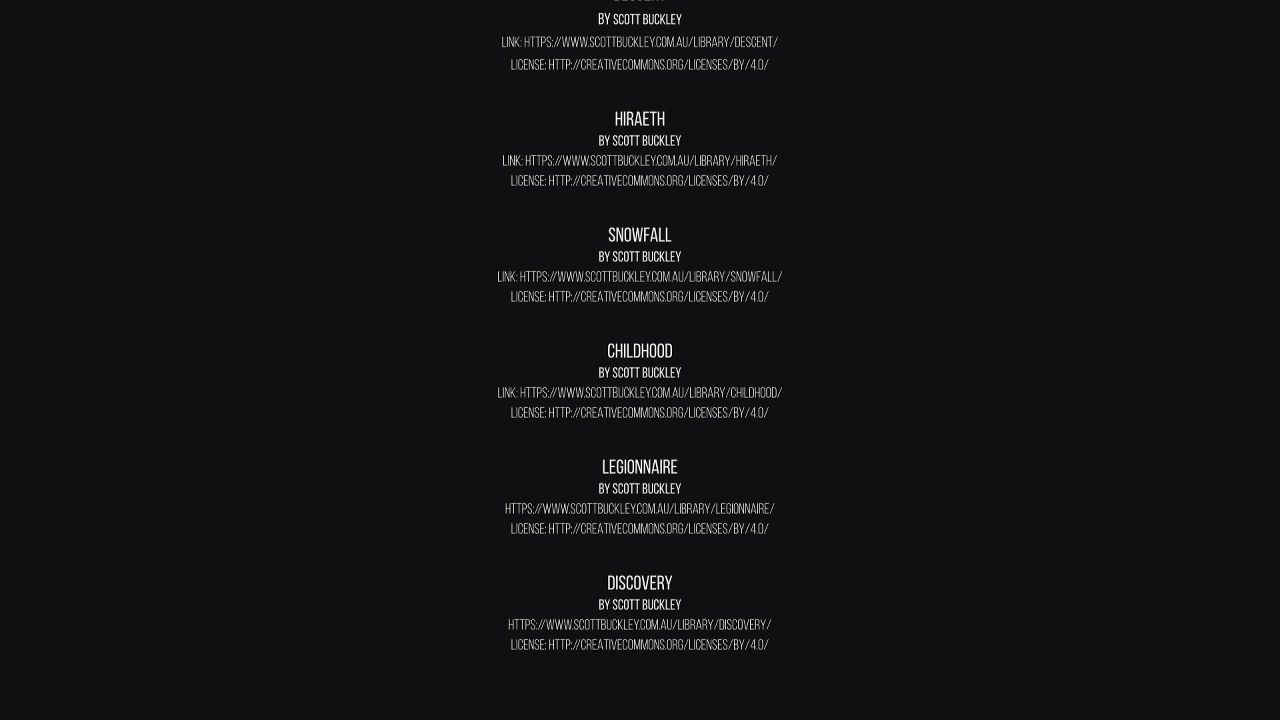 BY SCOTT BUCKLEY
LINK: HTTPS://WWW.SCOTTBUCKLEY.COM.AU/LIBRARY/DESCENT/
LICENSE: HTTP://CREATIVECOMMONS.ORG/LICENSES/BY/4.0/
HIRAETH
BY SCOTT BUCKLEY
LINK: HTTPS://WWW.SCOTTBUCKLEY.COM.AU/LIBRARY/HIRAETH/
LICENSE: HTTP://CREATIVECOMMONS.ORG/LICENSES/BY/4.0/
SNOWFALL
BY SCOTT BUCKLEY
LINK: HTTPS://WWW.SCOTTBUCKLEY.COM.AU/LIBRARY/SNOWFALL/
LICENSE: HTTP://CREATIVECOMMONS.ORG/LICENSES/BY/4.0/
CHILDHOOD
BY SCOTT BUCKLEY
LINK: HTTPS://WWW.SCOTTBUCKLEY.COM.AU/LIBRARY/CHILDHOOD/
LICENSE: HTTP://CREATIVECOMMONS.ORG/LICENSES/BY/4.0/
LEGIONNAIRE
BY SCOTT BUCKLEY
HTTPS://WWW.SCOTTBUCKLEY.COM.AU/LIBRARY/LEGIONNAIRE/
LICENSE: HTTP://CREATIVECOMMONS.ORG/LICENSES/BY/4.0/
DISCOVERY
BY SCOTT BUCKLEY
HTTPS://WWW.SCOTTBUCKLEY.COM.AU/LIBRARY/DISCOVERY/
LICENSE: HTTP://CREATIVECOMMONS.ORG/LICENSES/BY/4.0/